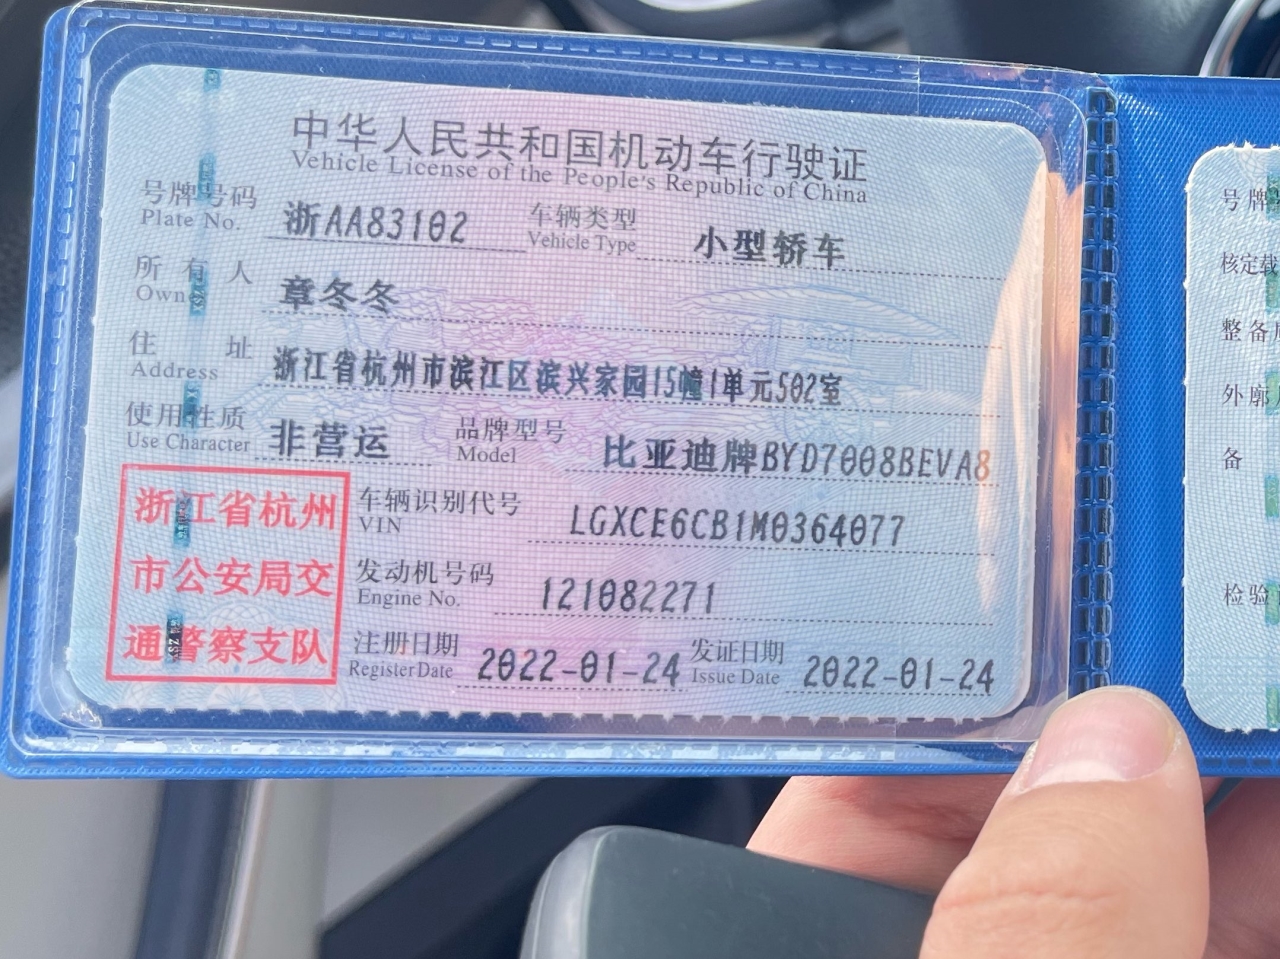 中华人民共和国机动车行驶证
Vehicle License of the People's Republic of China
号牌号码 浙AA83102 车辆类型 小型轿车
Plate No. Vehicle Type
所有人 章冬冬
Owner
住址 浙江省杭州市滨江区滨兴家园15幢1单元502室
Address
使用性质 非营运 品牌型号 比亚迪牌BYD7008BEVA8
Use Character Model
浙江省杭州
市公安局交
通警察支队
车辆识别代号 LGXCE6CB1M0364077
VIN
发动机号码 121082271
Engine No.
注册日期 2022-01-24 发证日期 2022-01-24
Register Date Issue Date
号牌
核定载
整备
外廓
备
检验